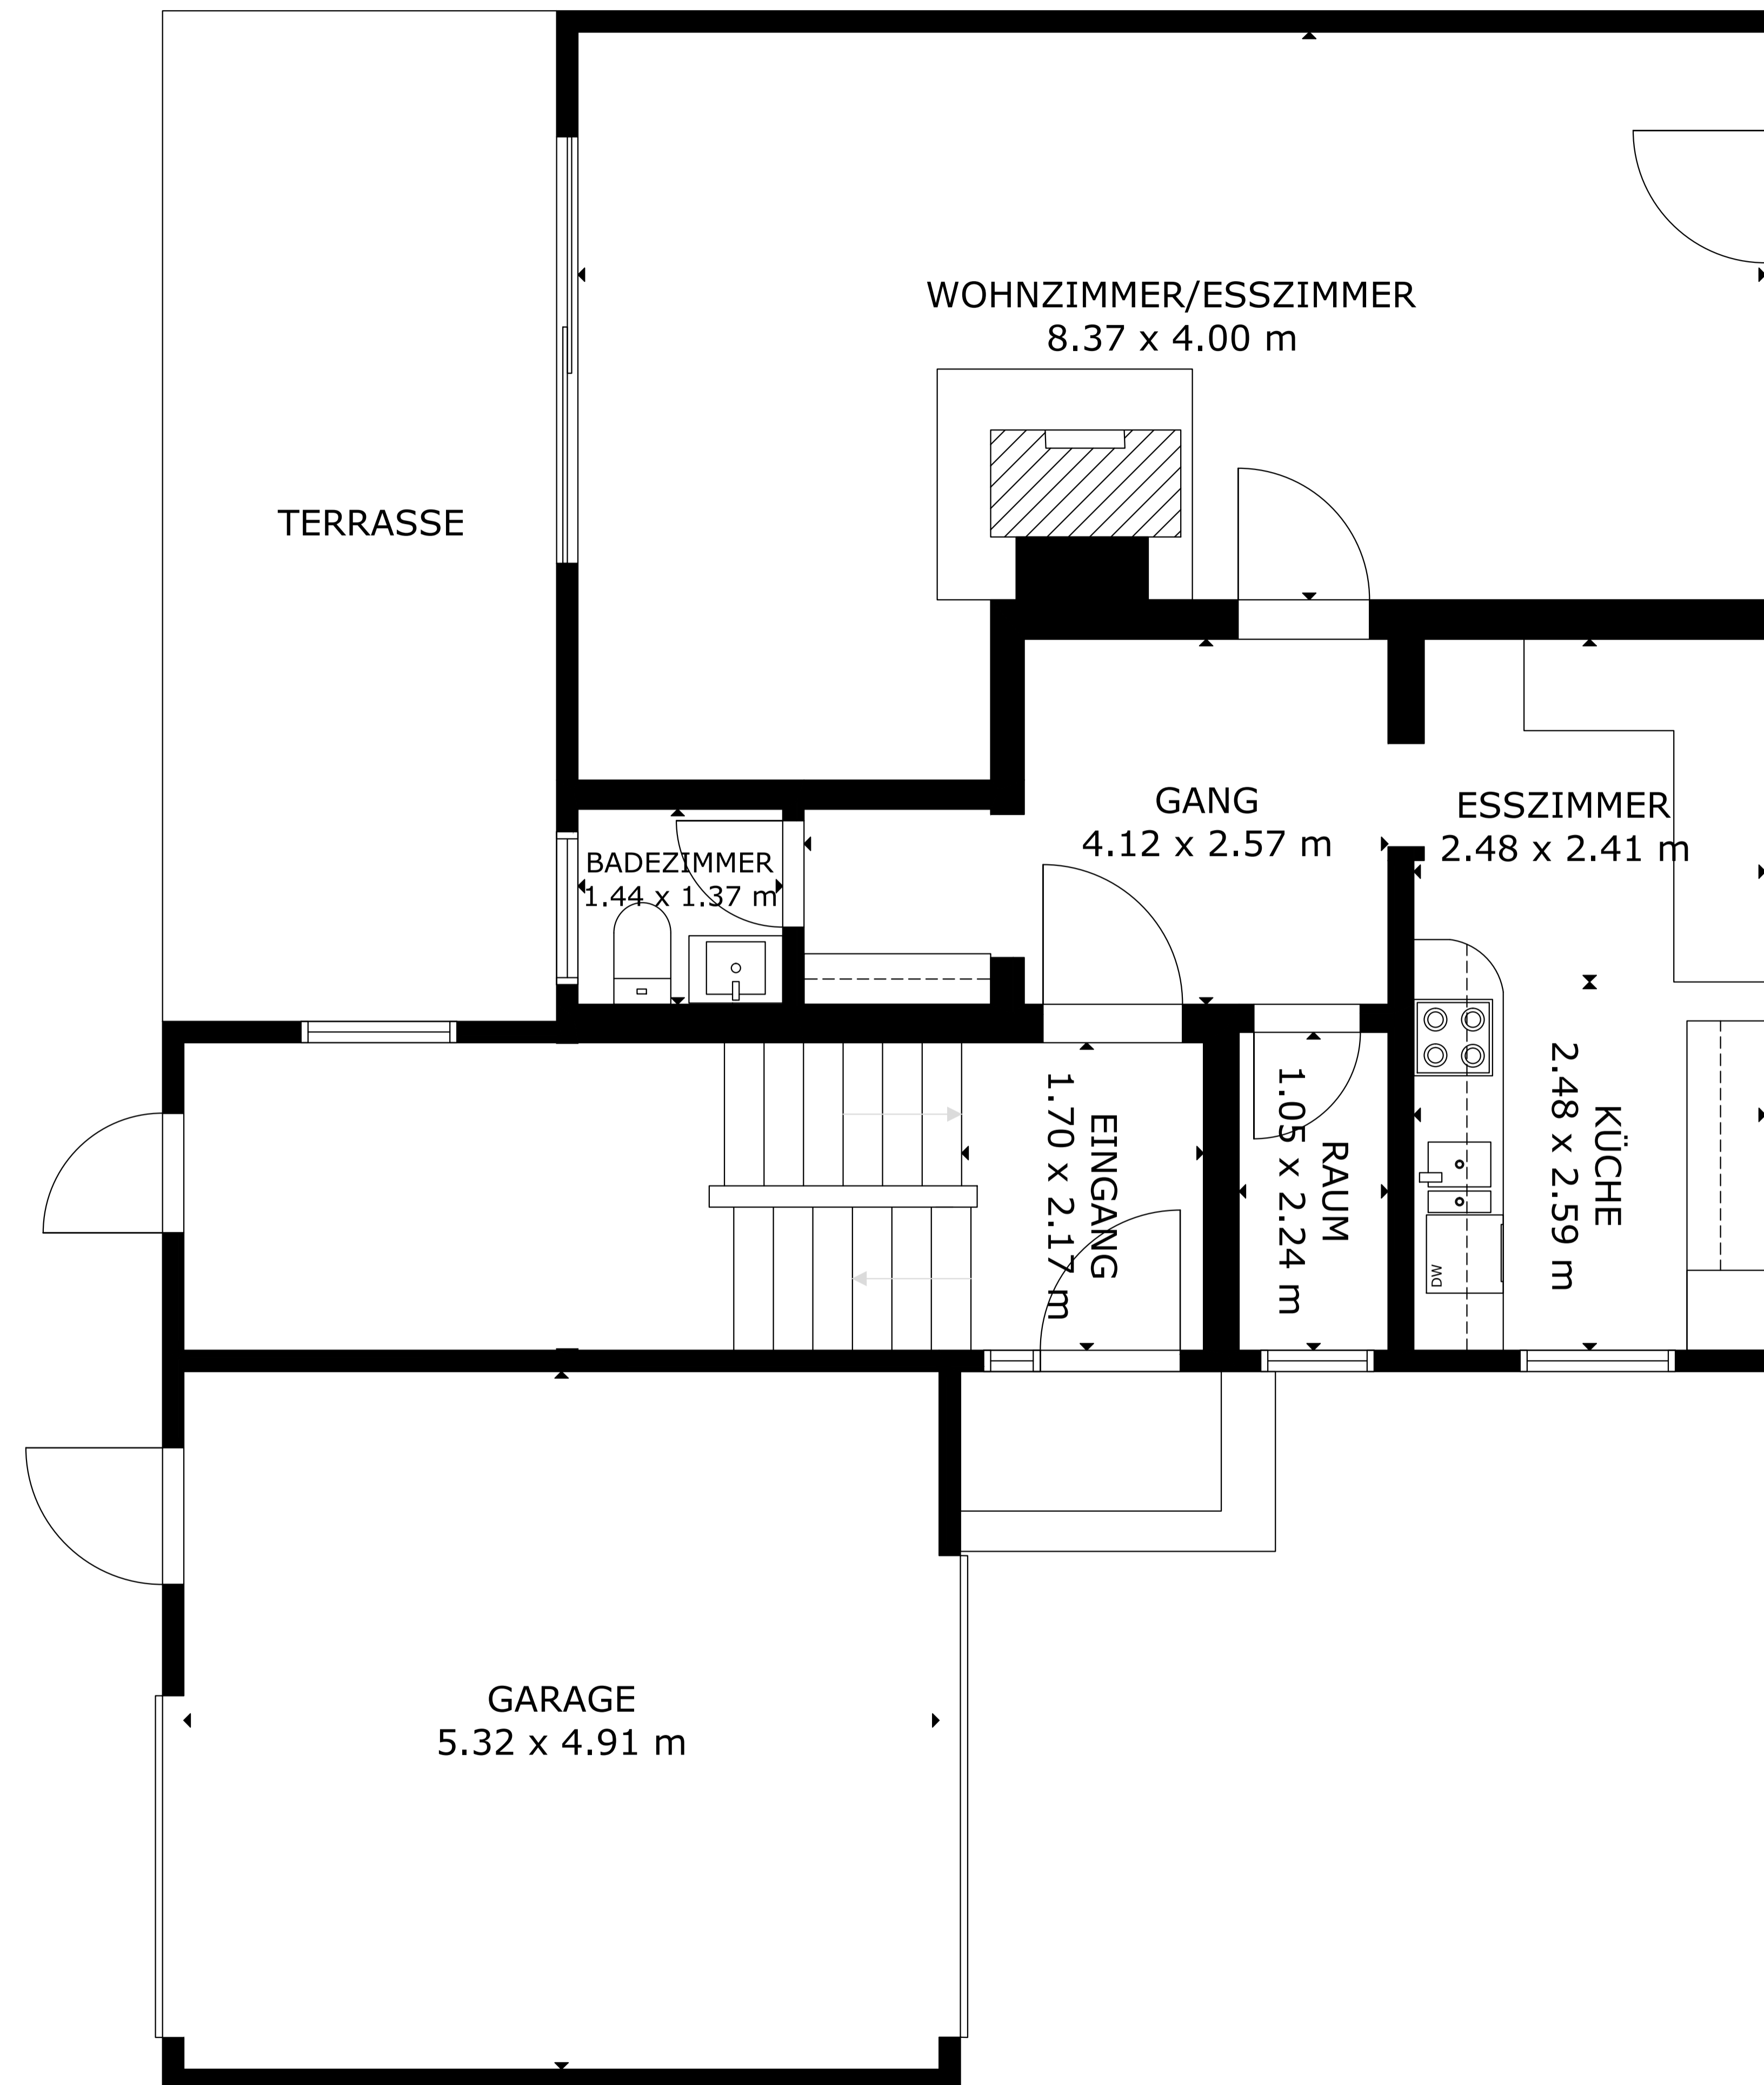 WOHNZIMMER/ESSZIMMER
8.37 x 4.00 m
TERRASSE
GANG
4.12 x 2.57 m
ESSZIMMER
2.48 x 2.41 m
BADEZIMMER
1.44 x 1.37 m
EINGANG
1.70 x 2.17 m
RAUM
1.05 x 2.24 m
KÜCHE
2.48 x 2.59 m
DW
GARAGE
5.32 x 4.91 m